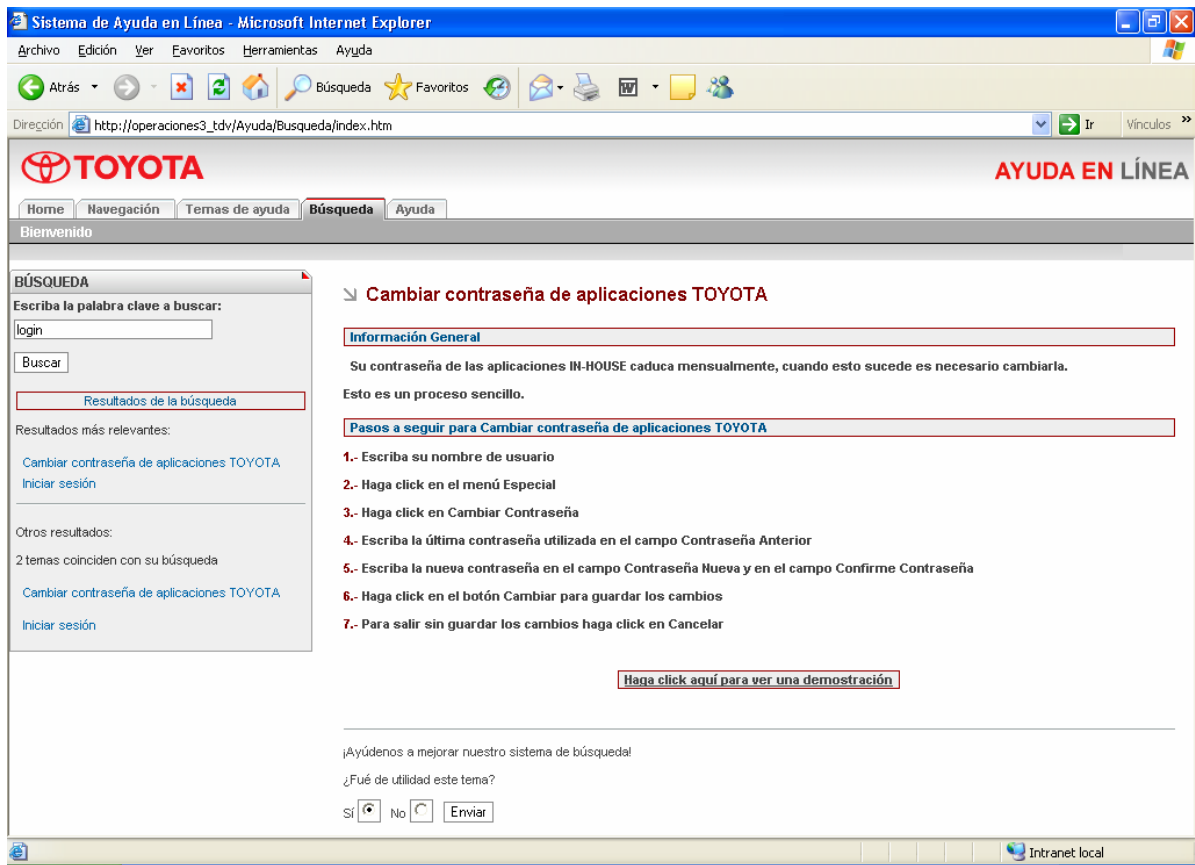 Sistema de Ayuda en Línea - Microsoft Internet Explorer
Archivo Edición Ver Favoritos Herramientas Ayuda
Atrás Búsqueda Favoritos
Dirección http://operaciones3_tdv/Ayuda/Busqueda/index.htm Ir Vínculos »
TOYOTA
AYUDA EN LÍNEA
Home Navegación Temas de ayuda Búsqueda Ayuda
Bienvenido
BÚSQUEDA
Escriba la palabra clave a buscar:
login
Buscar
Resultados de la búsqueda
Resultados más relevantes:
Cambiar contraseña de aplicaciones TOYOTA
Iniciar sesión
Otros resultados:
2 temas coinciden con su búsqueda
Cambiar contraseña de aplicaciones TOYOTA
Iniciar sesión
Cambiar contraseña de aplicaciones TOYOTA
Información General
Su contraseña de las aplicaciones IN-HOUSE caduca mensualmente, cuando esto sucede es necesario cambiarla.
Esto es un proceso sencillo.
Pasos a seguir para Cambiar contraseña de aplicaciones TOYOTA
1.- Escriba su nombre de usuario
2.- Haga click en el menú Especial
3.- Haga click en Cambiar Contraseña
4.- Escriba la última contraseña utilizada en el campo Contraseña Anterior
5.- Escriba la nueva contraseña en el campo Contraseña Nueva y en el campo Confirme Contraseña
6.- Haga click en el botón Cambiar para guardar los cambios
7.- Para salir sin guardar los cambios haga click en Cancelar
Haga click aquí para ver una demostración
¡Ayúdenos a mejorar nuestro sistema de búsqueda!
¿Fué de utilidad este tema?
Sí No Enviar
Intranet local